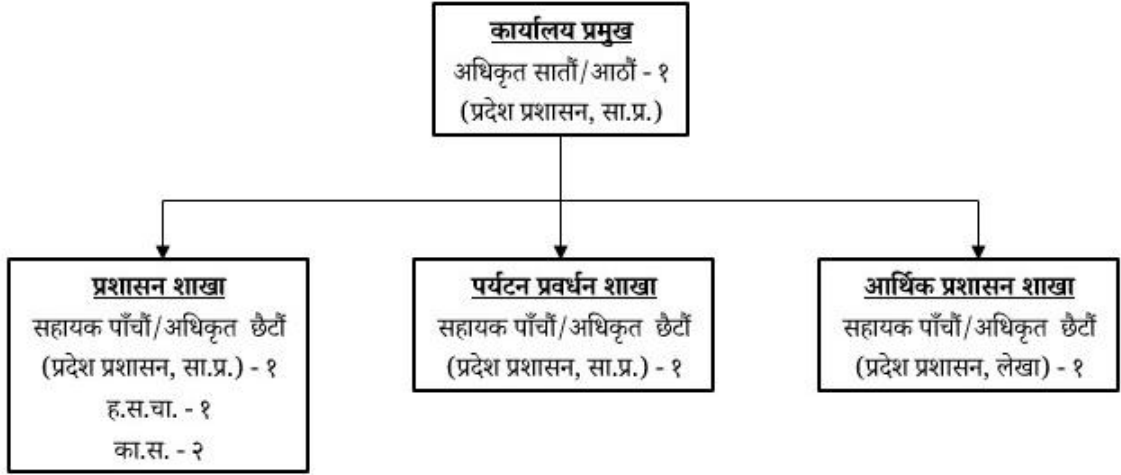 कार्यालय प्रमुख
अधिकृत सातौं/आठौं - १
(प्रदेश प्रशासन, सा.प्र.)
प्रशासन शाखा
सहायक पाँचौं/अधिकृत छैटौं
(प्रदेश प्रशासन, सा.प्र.) - १
ह.स.चा. - १
का.स. - २
पर्यटन प्रवर्धन शाखा
सहायक पाँचौं/अधिकृत छैटौं
(प्रदेश प्रशासन, सा.प्र.) - १
आर्थिक प्रशासन शाखा
सहायक पाँचौं/अधिकृत छैटौं
(प्रदेश प्रशासन, लेखा) - १